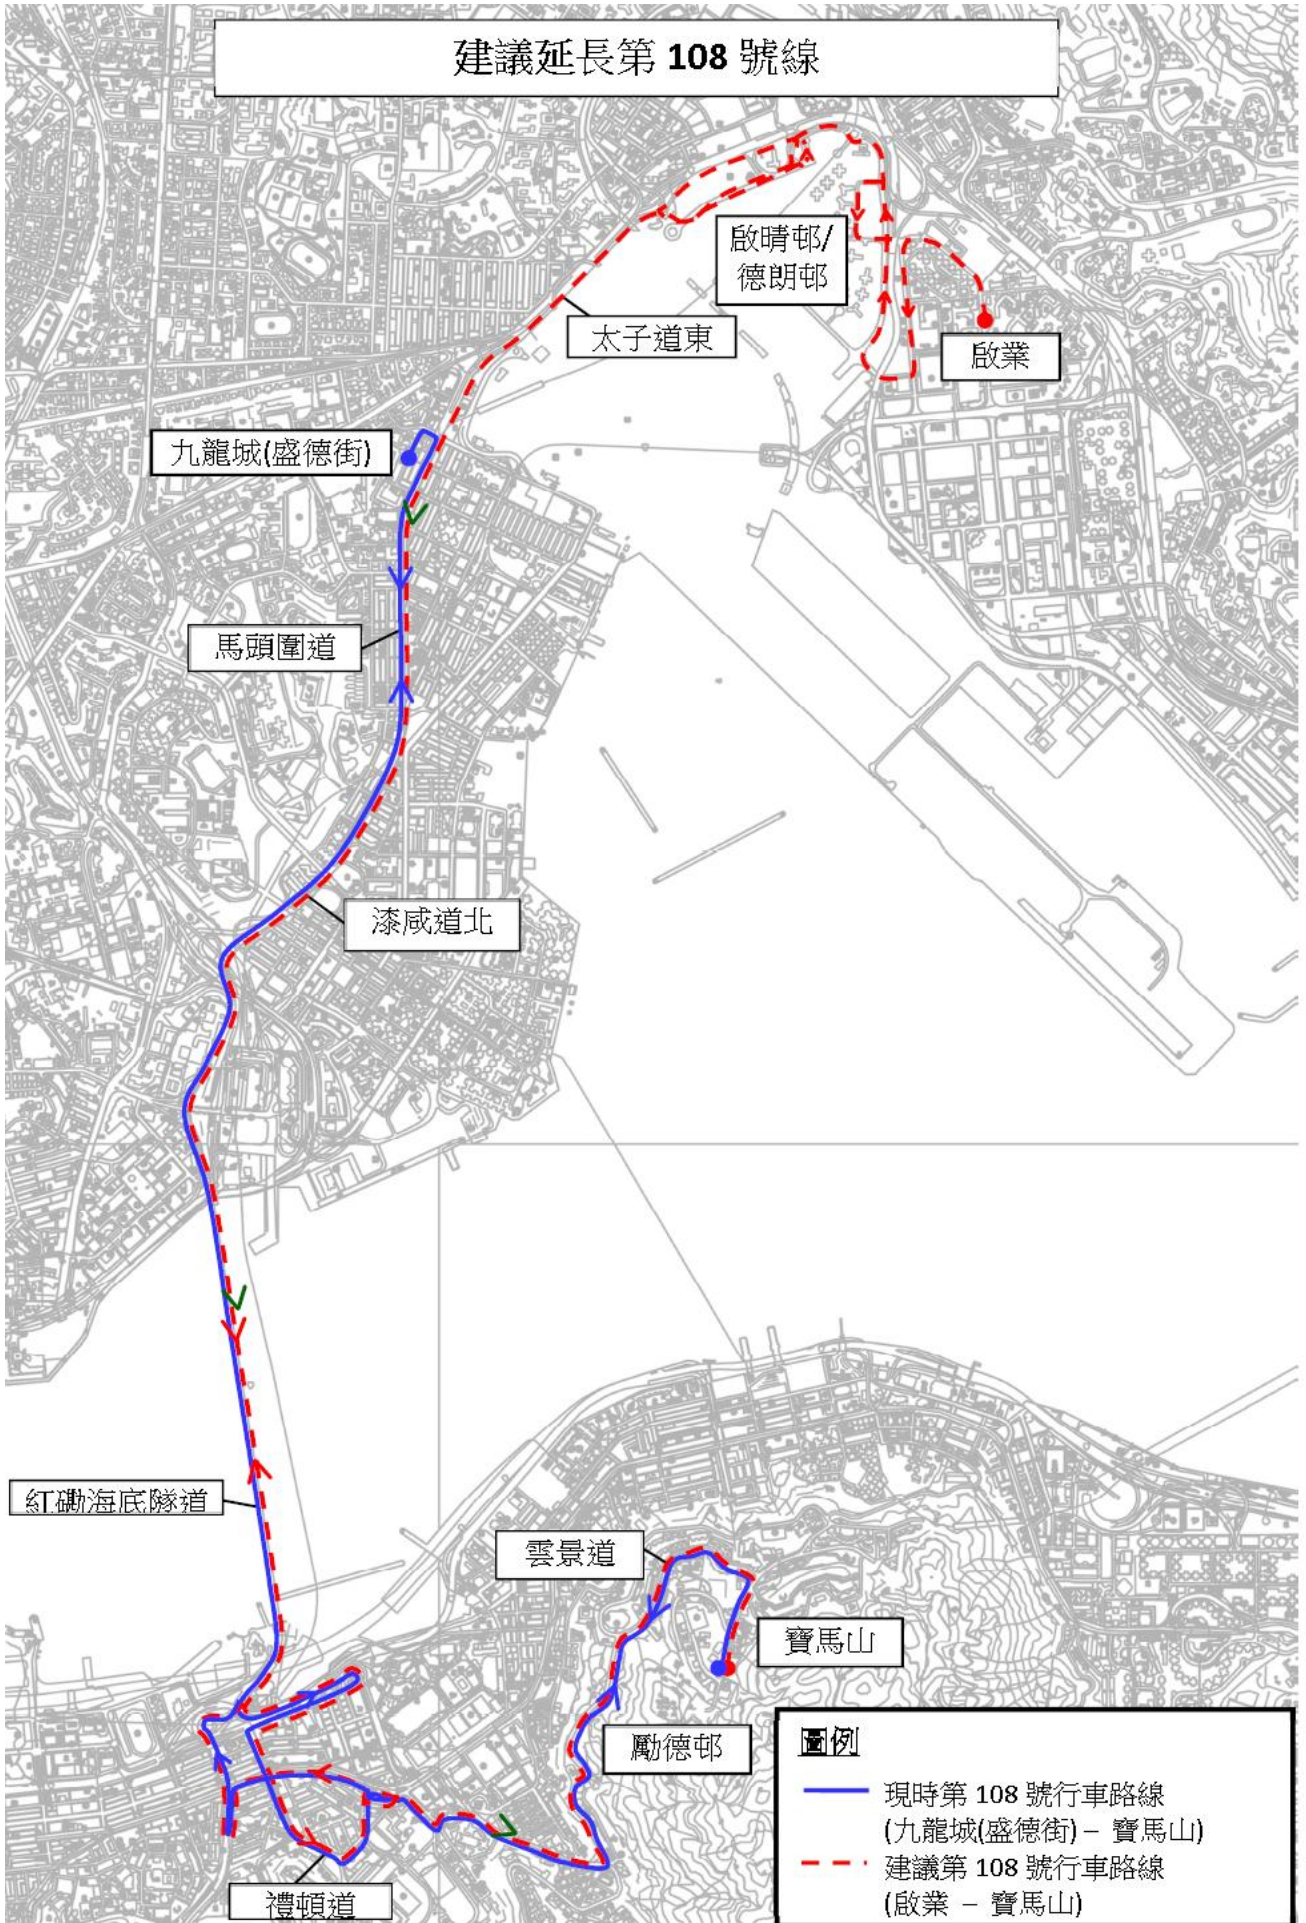 建議延長第 108 號線
啟晴邨/
德朗邨
太子道東
啟業
九龍城(盛德街)
馬頭圍道
漆咸道北
紅磡海底隧道
雲景道
寶馬山
勵德邨
禮頓道
圖例
現時第 108 號行車路線
(九龍城(盛德街) – 寶馬山)
建議第 108 號行車路線
(啟業 – 寶馬山)